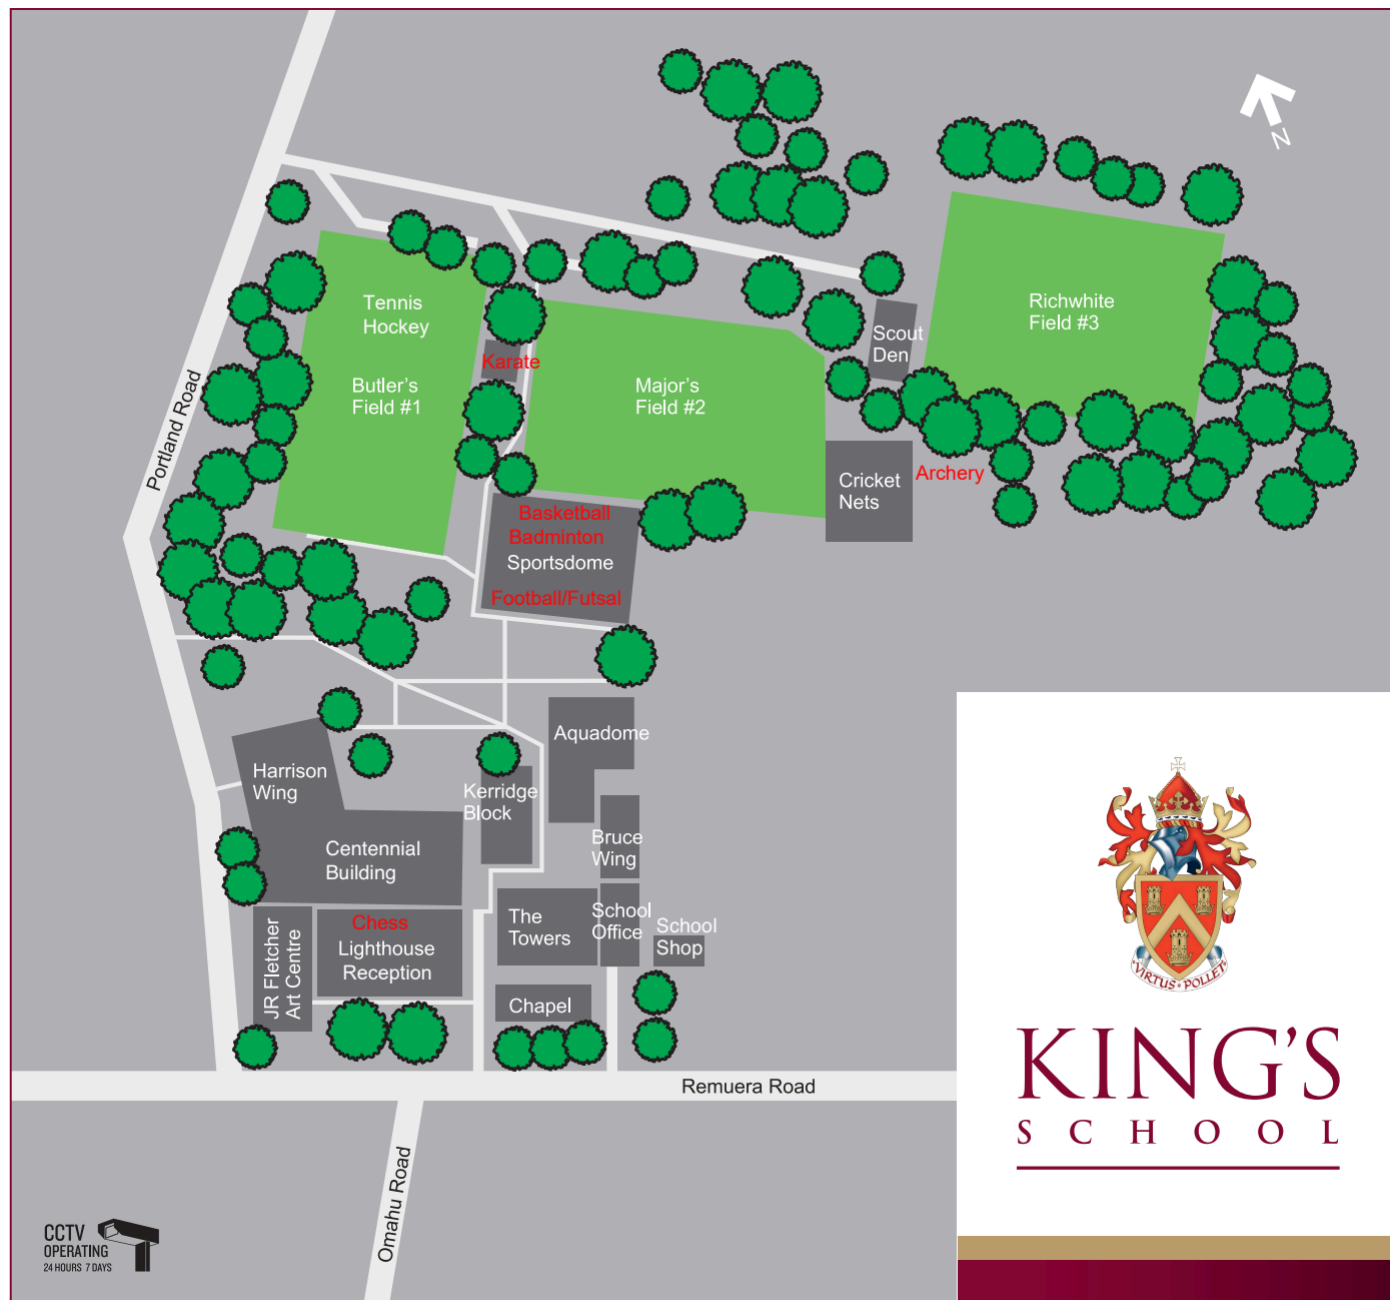 N
Tennis
Hockey
Butler's
Field #1
Karate
Major's
Field #2
Scout
Den
Richwhite
Field #3
Portland Road
Cricket
Nets
Archery
Basketball
Badminton
Sportsdome
Football/Futsal
Aquadome
Harrison
Wing
Kerridge
Block
Bruce
Wing
Centennial
Building
Chess
Lighthouse
Reception
JR Fletcher
Art Centre
The
Towers
School
Office
School
Shop
Chapel
Remuera Road
Omahu Road
CCTV
OPERATING
24 HOURS 7 DAYS
VIRTUS · POLLET
KING'S
SCHOOL